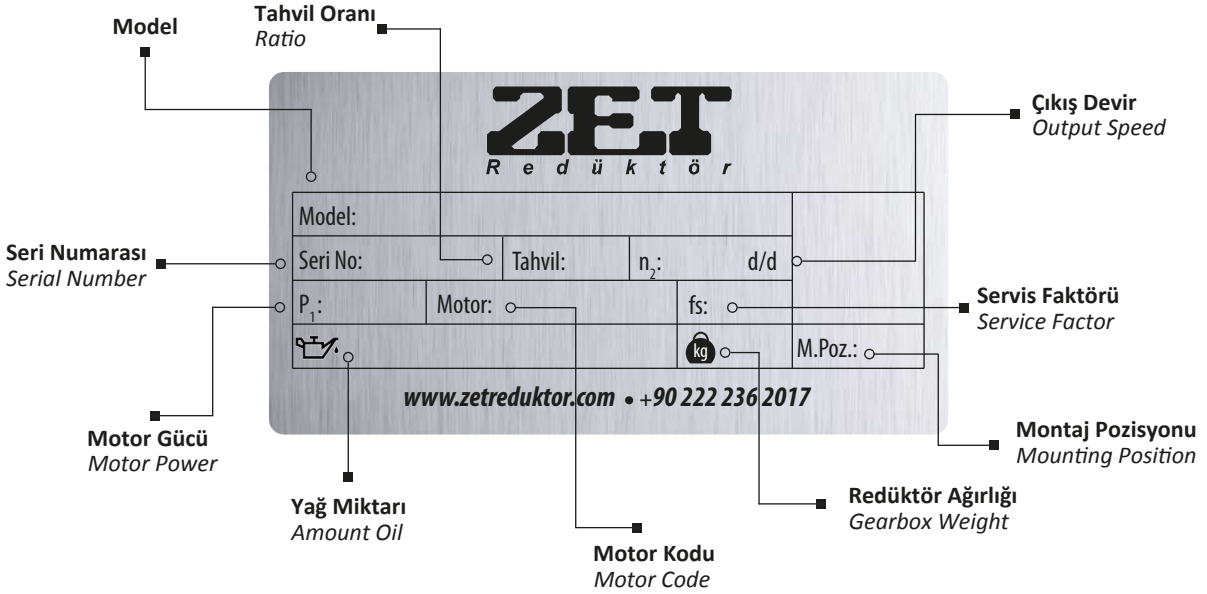 Model
Tahvil Oranı
Ratio
ZET
Redüktör
Çıkış Devir
Output Speed
Model:
Seri Numarası
Serial Number
Seri No:
Tahvil:
n2:
d/d
P1:
Motor:
fs:
Servis Faktörü
Service Factor
kg
M.Poz.:
www.zetreduktor.com • +90 222 236 2017
Motor Gücü
Motor Power
Montaj Pozisyonu
Mounting Position
Yağ Miktarı
Amount Oil
Redüktör Ağırlığı
Gearbox Weight
Motor Kodu
Motor Code